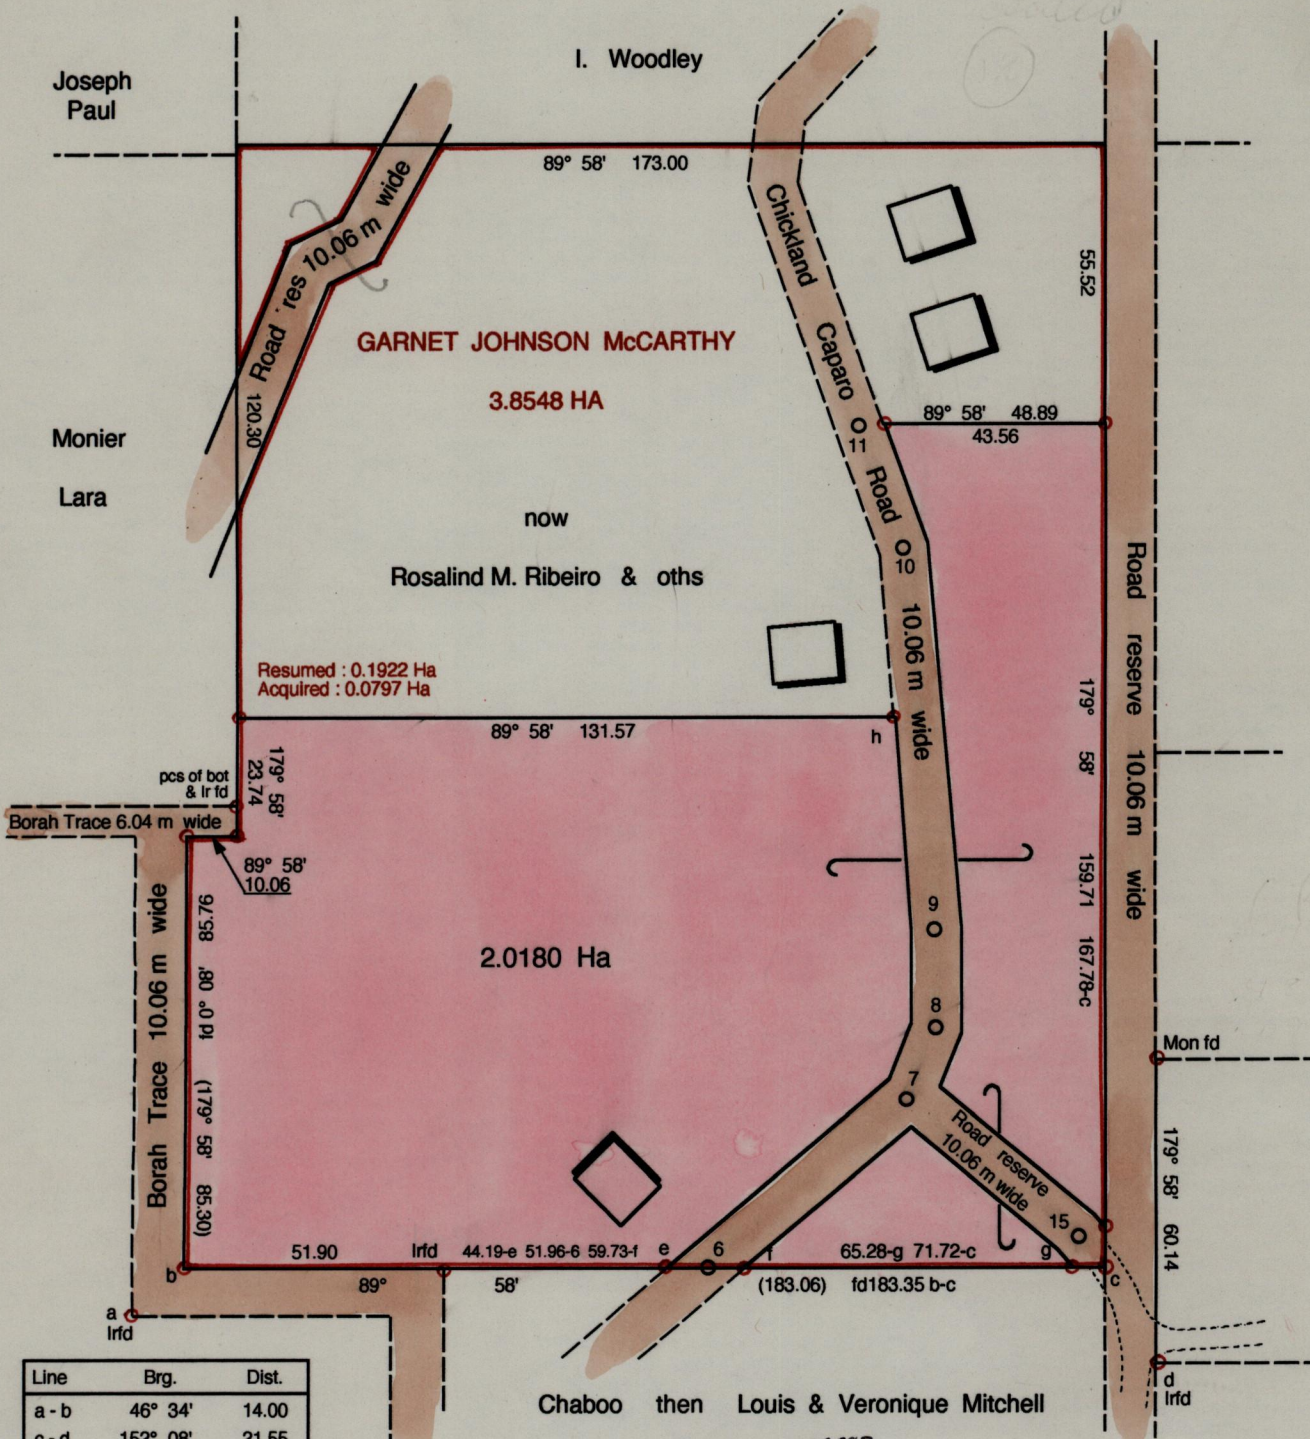 I. Woodley
Joseph
Paul
89° 58' 173.00
Road res 10.06 m wide
Chickland Caparo Road 10.06 m wide
55.52
GARNET JOHNSON McCARTHY
3.8548 HA
120.30
89° 58' 48.89
43.56
11
Monier
Lara
now
10
Rosalind M. Ribeiro & oths
Road reserve 10.06 m wide
Resumed : 0.1922 Ha
Acquired : 0.0797 Ha
179° 58' 159.71 167.78-c
89° 58' 131.57
h
179° 58'
23.74
pcs of bot
& Ir fd
Borah Trace 6.04 m wide
89° 58'
10.06
9
85.76 80' 0° fd (179° 58' 85.30)
Borah Trace 10.06 m wide
2.0180 Ha
8
Mon fd
7
Road reserve
10.06 m wide
179° 58' 60.14
15
51.90 Irfd 44.19-e 51.96-6 59.73-f e 6 f 65.28-g 71.72-c g
b
89° 58' (183.06) fd183.35 b-c
c
a
Irfd
d
Irfd
Line Brg. Dist.
a - b 46° 34' 14.00
c - d 152° 08' 21.55
Chaboo then Louis & Veronique Mitchell